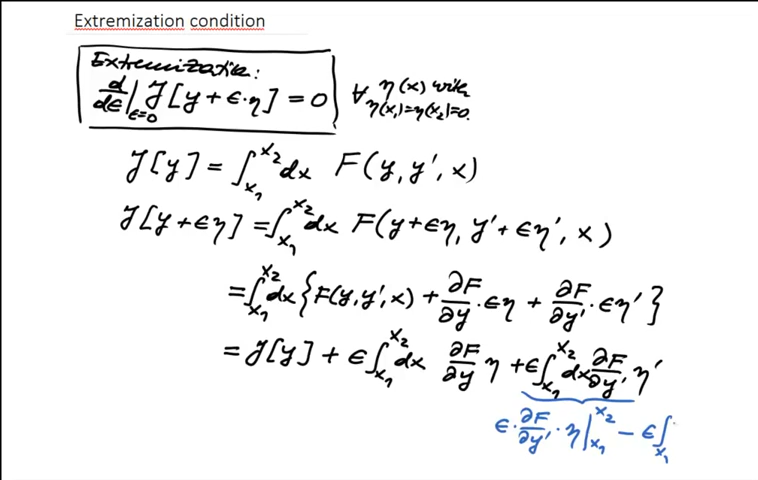 Extremization condition
Extremization:
d/dϵ|_{ϵ=0} J[y + ϵ·η] = 0 ∀ η(x) with η(x₁)=η(x₂)=0.
J[y] = ∫_{x₁}^{x₂} dx F(y, y', x)
J[y+ϵη] = ∫_{x₁}^{x₂} dx F(y+ϵη, y'+ϵη', x)
= ∫_{x₁}^{x₂} dx {F(y,y',x) + ∂F/∂y · ϵη + ∂F/∂y' · ϵη'}
= J[y] + ϵ∫_{x₁}^{x₂} dx ∂F/∂y η + ϵ∫_{x₁}^{x₂} dx ∂F/∂y' η'
ϵ · ∂F/∂y' · η|_{x₁}^{x₂} − ϵ∫_{x₁}